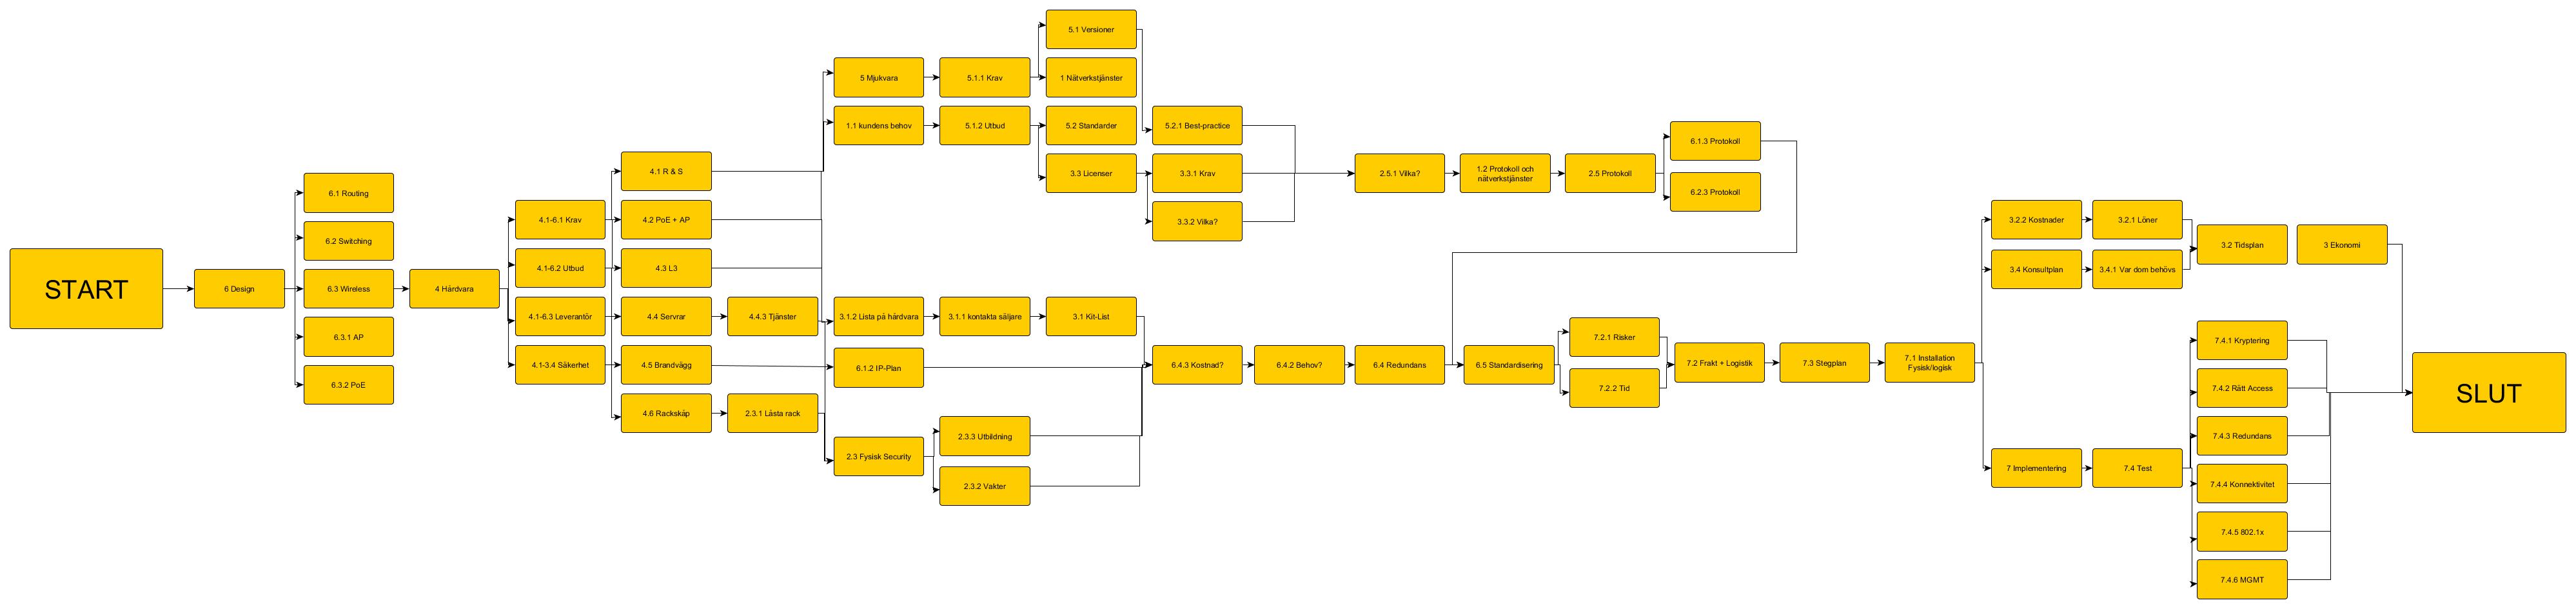 START
6 Design
6.1 Routing
6.2 Switching
6.3 Wireless
6.3.1 AP
6.3.2 PoE
4 Hårdvara
4.1-6.1 Krav
4.1-6.2 Utbud
4.1-6.3 Leverantör
4.1-3.4 Säkerhet
4.1 R & S
4.2 PoE + AP
4.3 L3
4.4 Servrar
4.5 Brandvägg
4.6 Rackskåp
4.4.3 Tjänster
2.3.1 Låsta rack
5 Mjukvara
1.1 kundens behov
3.1.2 Lista på hårdvara
6.1.2 IP-Plan
2.3 Fysisk Security
5.1.1 Krav
5.1.2 Utbud
3.1.1 kontakta säljare
2.3.3 Utbildning
2.3.2 Vakter
5.1 Versioner
1 Nätverkstjänster
5.2 Standarder
3.3 Licenser
3.1 Kit-List
5.2.1 Best-practice
3.3.1 Krav
3.3.2 Vilka?
6.4.3 Kostnad?
6.4.2 Behov?
2.5.1 Vilka?
6.4 Redundans
1.2 Protokoll och
nätverkstjänster
6.5 Standardisering
2.5 Protokoll
7.2.1 Risker
7.2.2 Tid
6.1.3 Protokoll
6.2.3 Protokoll
7.2 Frakt + Logistik
7.3 Stegplan
7.1 Installation
Fysisk/logisk
3.2.2 Kostnader
3.4 Konsultplan
7 Implementering
3.2.1 Löner
3.4.1 Var dom behövs
7.4 Test
3.2 Tidsplan
7.4.1 Kryptering
7.4.2 Rätt Access
7.4.3 Redundans
7.4.4 Konnektivitet
7.4.5 802.1x
7.4.6 MGMT
3 Ekonomi
SLUT